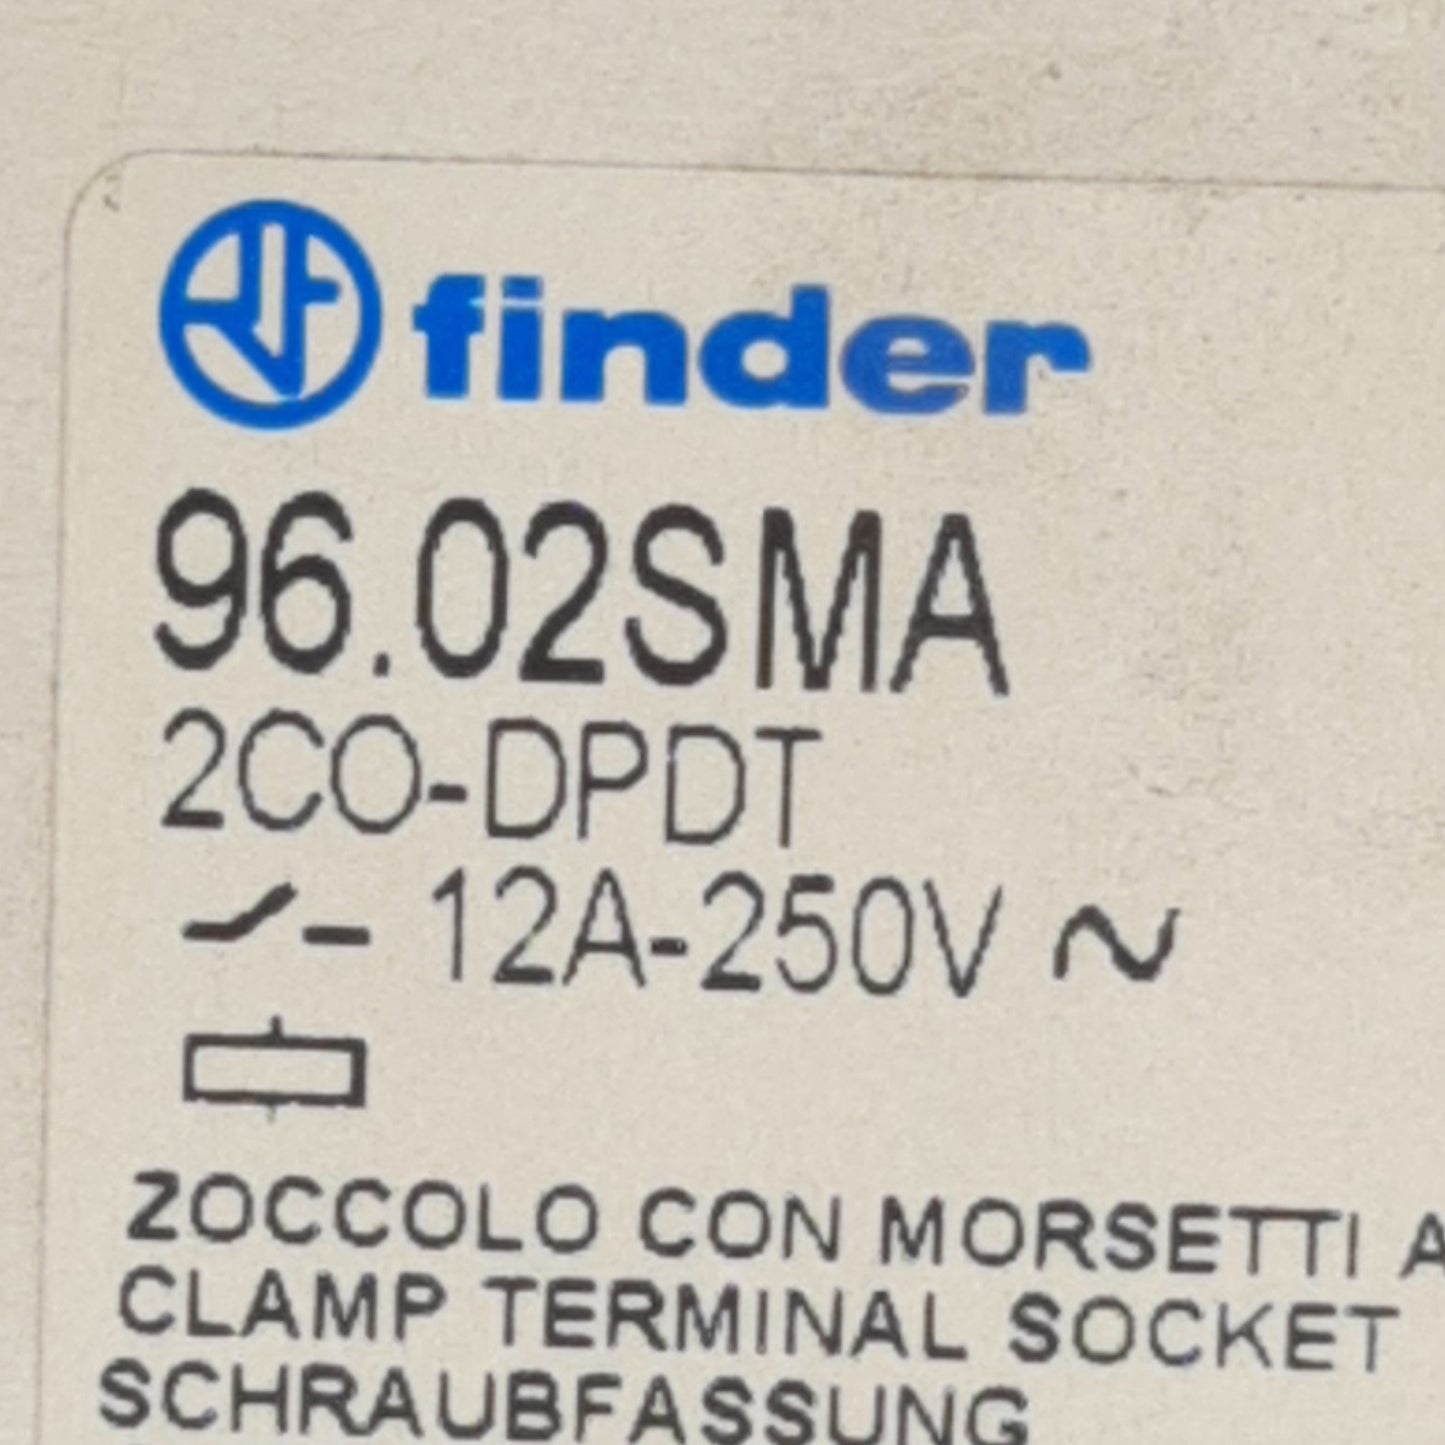 finder
96.02SMA
2CO-DPDT
12A-250V ~
ZOCCOLO CON MORSETTI A
CLAMP TERMINAL SOCKET
SCHRAUBFASSUNG